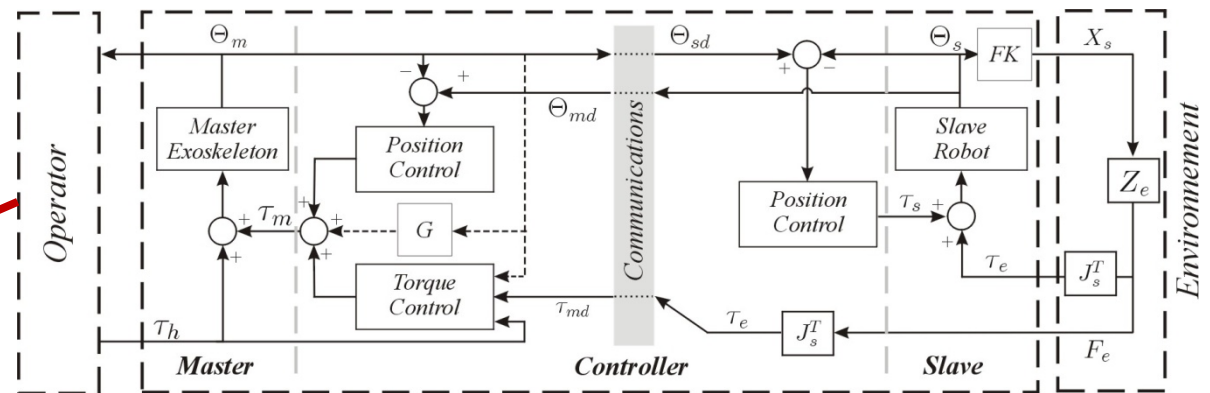 Θm
Θsd
Θs
FK
Xs
−
+
+
−
Θmd
Master
Exoskeleton
Position
Control
Slave
Robot
Operator
Communications
Environnement
Ze
Position
Control
τs
+
+
+
+
+
+
+
τm
G
τe
JsT
Torque
Control
τmd
τe
JsT
τh
Fe
Master
Controller
Slave